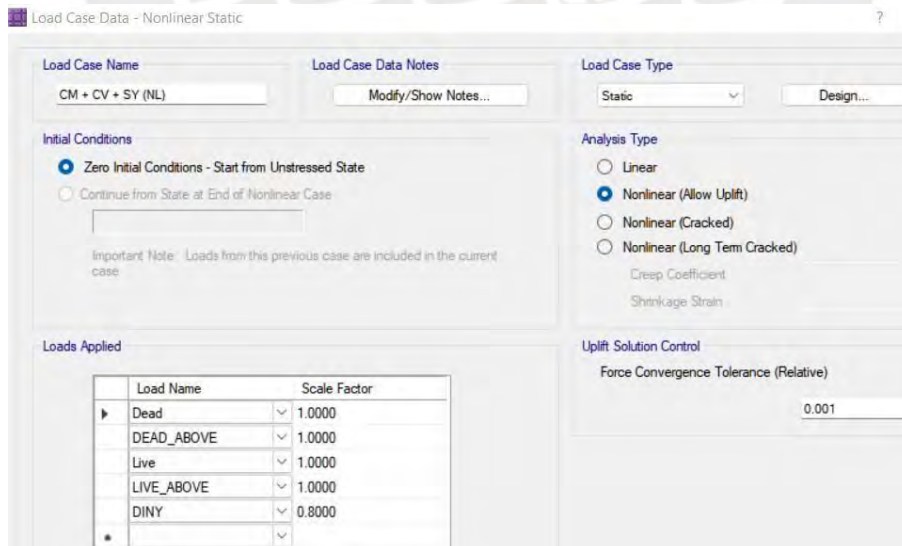 Load Case Data - Nonlinear Static ?
Load Case Name
CM + CV + SY (NL)
Load Case Data Notes
Modify/Show Notes...
Load Case Type
Static
Design...
Initial Conditions
Zero Initial Conditions - Start from Unstressed State
Continue from State at End of Nonlinear Case
Important Note: Loads from this previous case are included in the current
case
Analysis Type
Linear
Nonlinear (Allow Uplift)
Nonlinear (Cracked)
Nonlinear (Long Term Cracked)
Creep Coefficient
Shrinkage Strain
Loads Applied
Load Name Scale Factor
Dead 1.0000
DEAD_ABOVE 1.0000
Live 1.0000
LIVE_ABOVE 1.0000
DINY 0.8000
Uplift Solution Control
Force Convergence Tolerance (Relative)
0.001